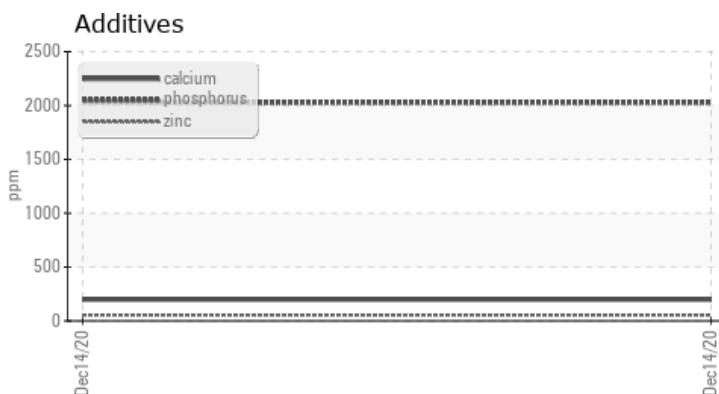 Additives
2500
2000
1500
1000
500
0
ppm
calcium
phosphorus
zinc
Dec14/20
Dec14/20